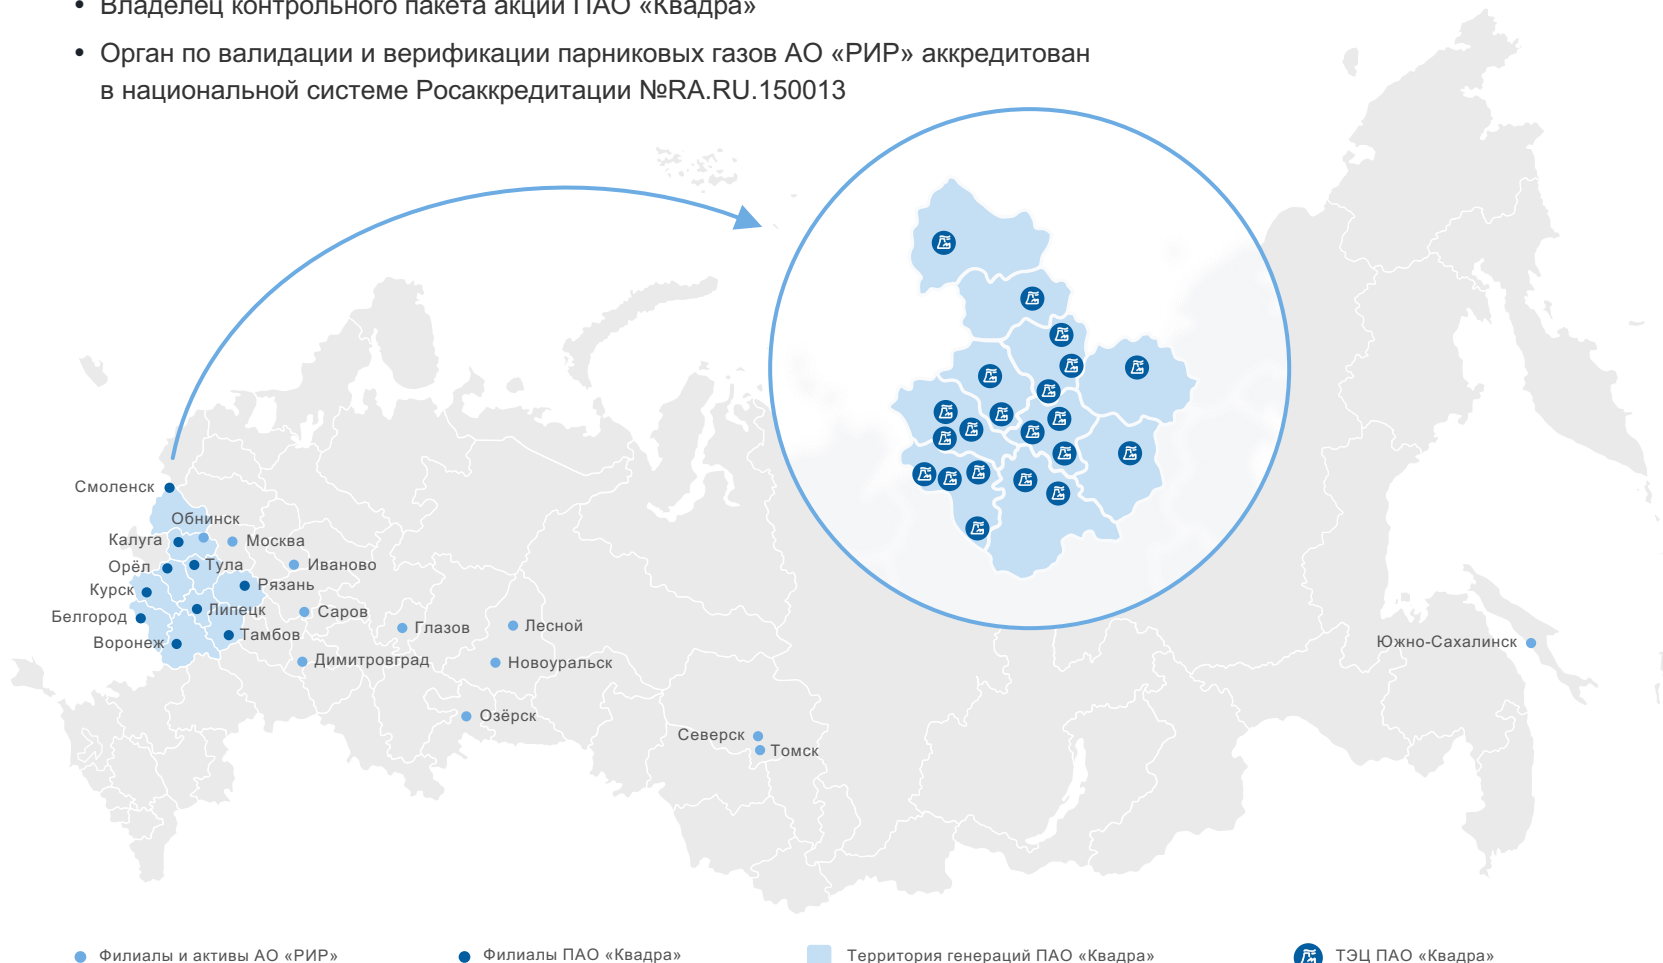 • Владелец контрольного пакета акций ПАО «Квадра»
• Орган по валидации и верификации парниковых газов АО «РИР» аккредитован
в национальной системе Росаккредитации №RA.RU.150013
Смоленск
Обнинск
Калуга
Москва
Орёл
Тула
Иваново
Курск
Рязань
Белгород
Липецк
Саров
Воронеж
Тамбов
Глазов
Лесной
Димитровград
Новоуральск
Южно-Сахалинск
Озёрск
Северск
Томск
Филиалы и активы АО «РИР»
Филиалы ПАО «Квадра»
Территория генераций ПАО «Квадра»
ТЭЦ ПАО «Квадра»